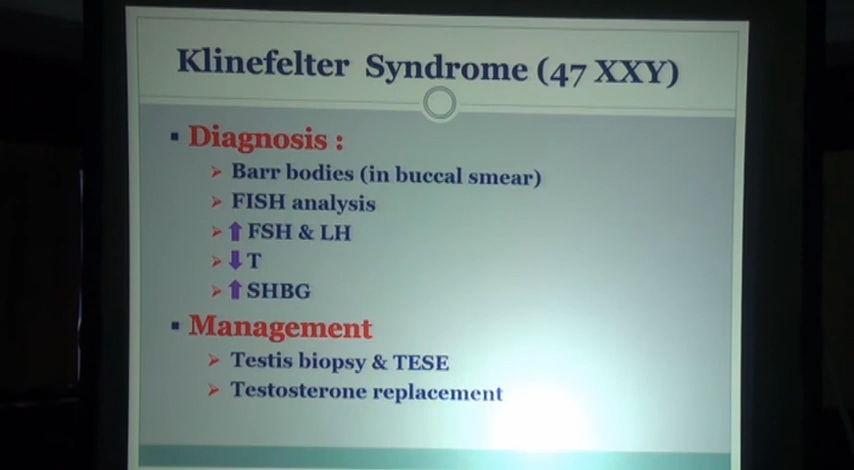 Klinefelter Syndrome (47 XXY)
Diagnosis :
Barr bodies (in buccal smear)
FISH analysis
⬆ FSH & LH
⬇ T
⬆ SHBG
Management
Testis biopsy & TESE
Testosterone replacement